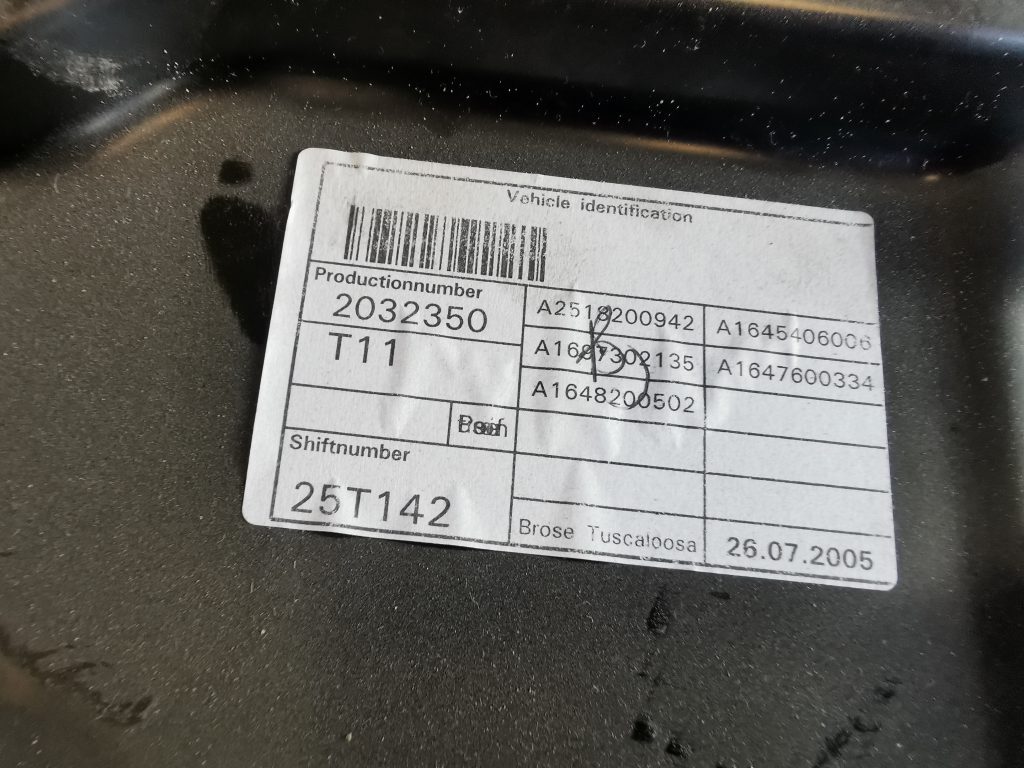 Vehicle identification
Productionnumber
2032350
T11
A2518200942
A1645406006
A1647600334
A1648200502
Shiftnumber
25T142
Brose Tuscaloosa
26.07.2005